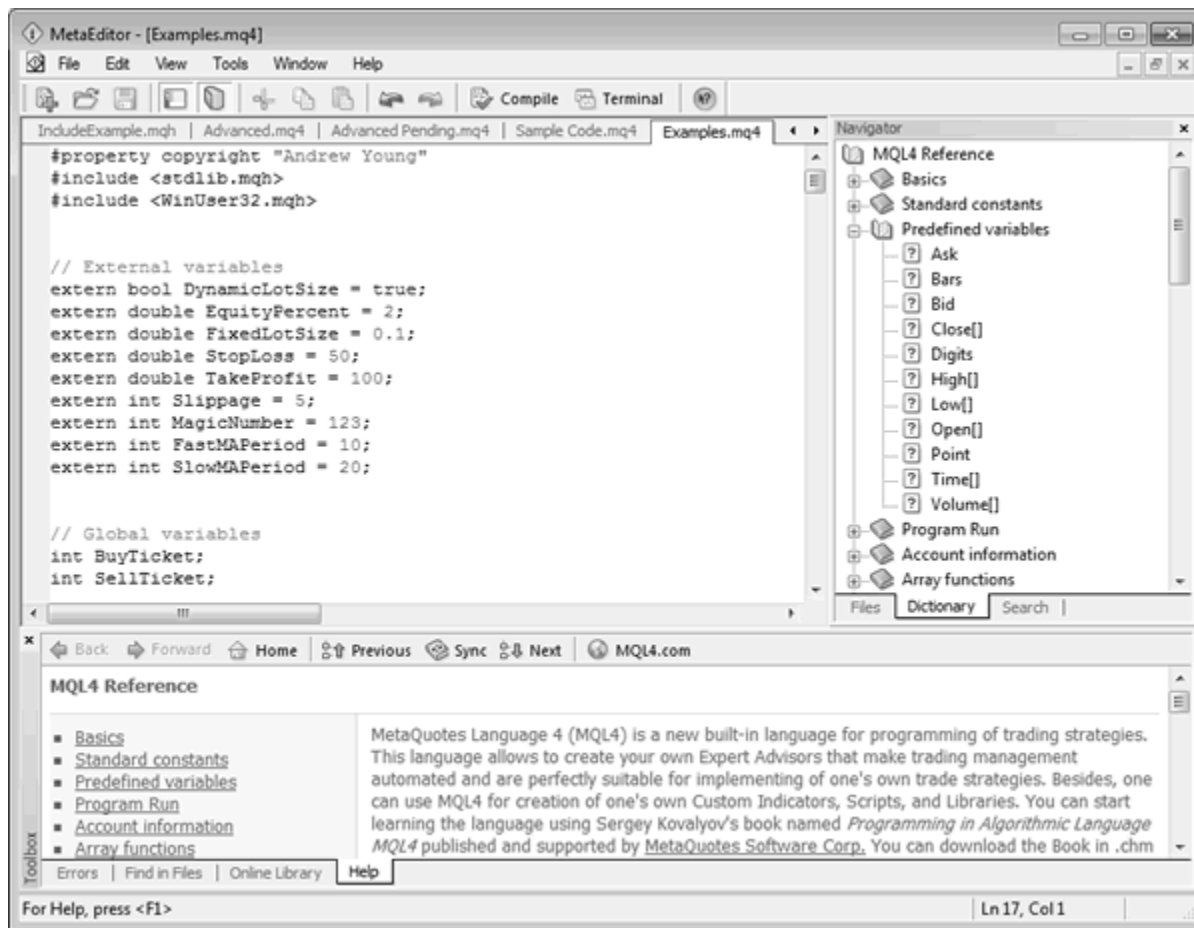 MetaEditor - [Examples.mq4]
File Edit View Tools Window Help
Compile Terminal
IncludeExample.mqh | Advanced.mq4 | Advanced Pending.mq4 | Sample Code.mq4 Examples.mq4
#property copyright "Andrew Young"
#include <stdlib.mqh>
#include <WinUser32.mqh>
// External variables
extern bool DynamicLotSize = true;
extern double EquityPercent = 2;
extern double FixedLotSize = 0.1;
extern double StopLoss = 50;
extern double TakeProfit = 100;
extern int Slippage = 5;
extern int MagicNumber = 123;
extern int FastMAPeriod = 10;
extern int SlowMAPeriod = 20;
// Global variables
int BuyTicket;
int SellTicket;
Navigator
MQL4 Reference
Basics
Standard constants
Predefined variables
Ask
Bars
Bid
Close[]
Digits
High[]
Low[]
Open[]
Point
Time[]
Volume[]
Program Run
Account information
Array functions
Files Dictionary Search |
Toolbox
Back Forward Home Previous Sync Next MQL4.com
MQL4 Reference
Basics
Standard constants
Predefined variables
Program Run
Account information
Array functions
MetaQuotes Language 4 (MQL4) is a new built-in language for programming of trading strategies.
This language allows to create your own Expert Advisors that make trading management
automated and are perfectly suitable for implementing of one's own trade strategies. Besides, one
can use MQL4 for creation of one's own Custom Indicators, Scripts, and Libraries. You can start
learning the language using Sergey Kovalyov's book named Programming in Algorithmic Language
MQL4 published and supported by MetaQuotes Software Corp. You can download the Book in .chm
Errors | Find in Files | Online Library Help
For Help, press <F1>
Ln 17, Col 1